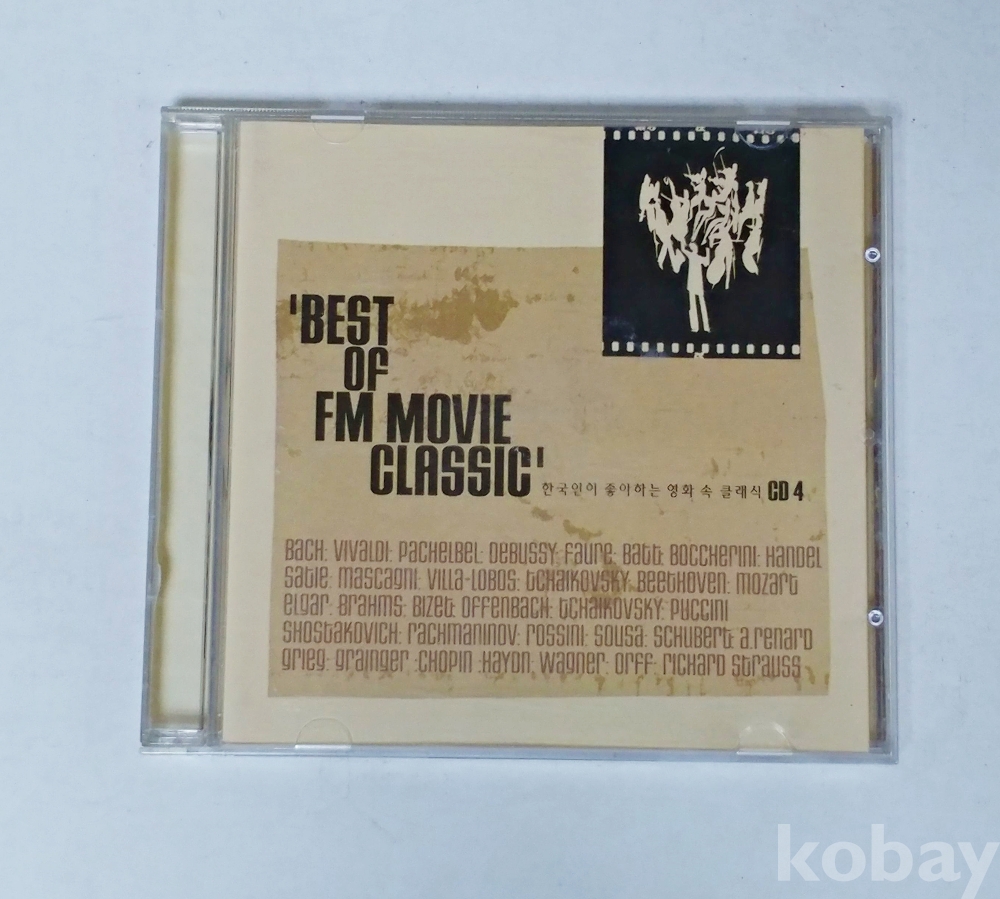 'BEST
OF
FM MOVIE
CLASSIC'
한국인이 좋아하는 영화 속 클래식 CD 4
BACH: VIVALDI: PACHELBEL: DEBUSSY: FAURE: BATT: BOCCHERINI: HANDEL
SATIE: MASCAGNI: VILLA-LOBOS: TCHAIKOVSKY: BEETHOVEN: MOZART
ELGAR: BRAHMS: BIZET: OFFENBACH: TCHAIKOVSKY: PUCCINI
SHOSTAKOVICH: RACHMANINOV: ROSSINI: SOUSA: SCHUBERT: A.RENARD
GRIEG: GRAINGER :CHOPIN :HAYDN: WAGNER: ORFF: RICHARD STRAUSS
kobay